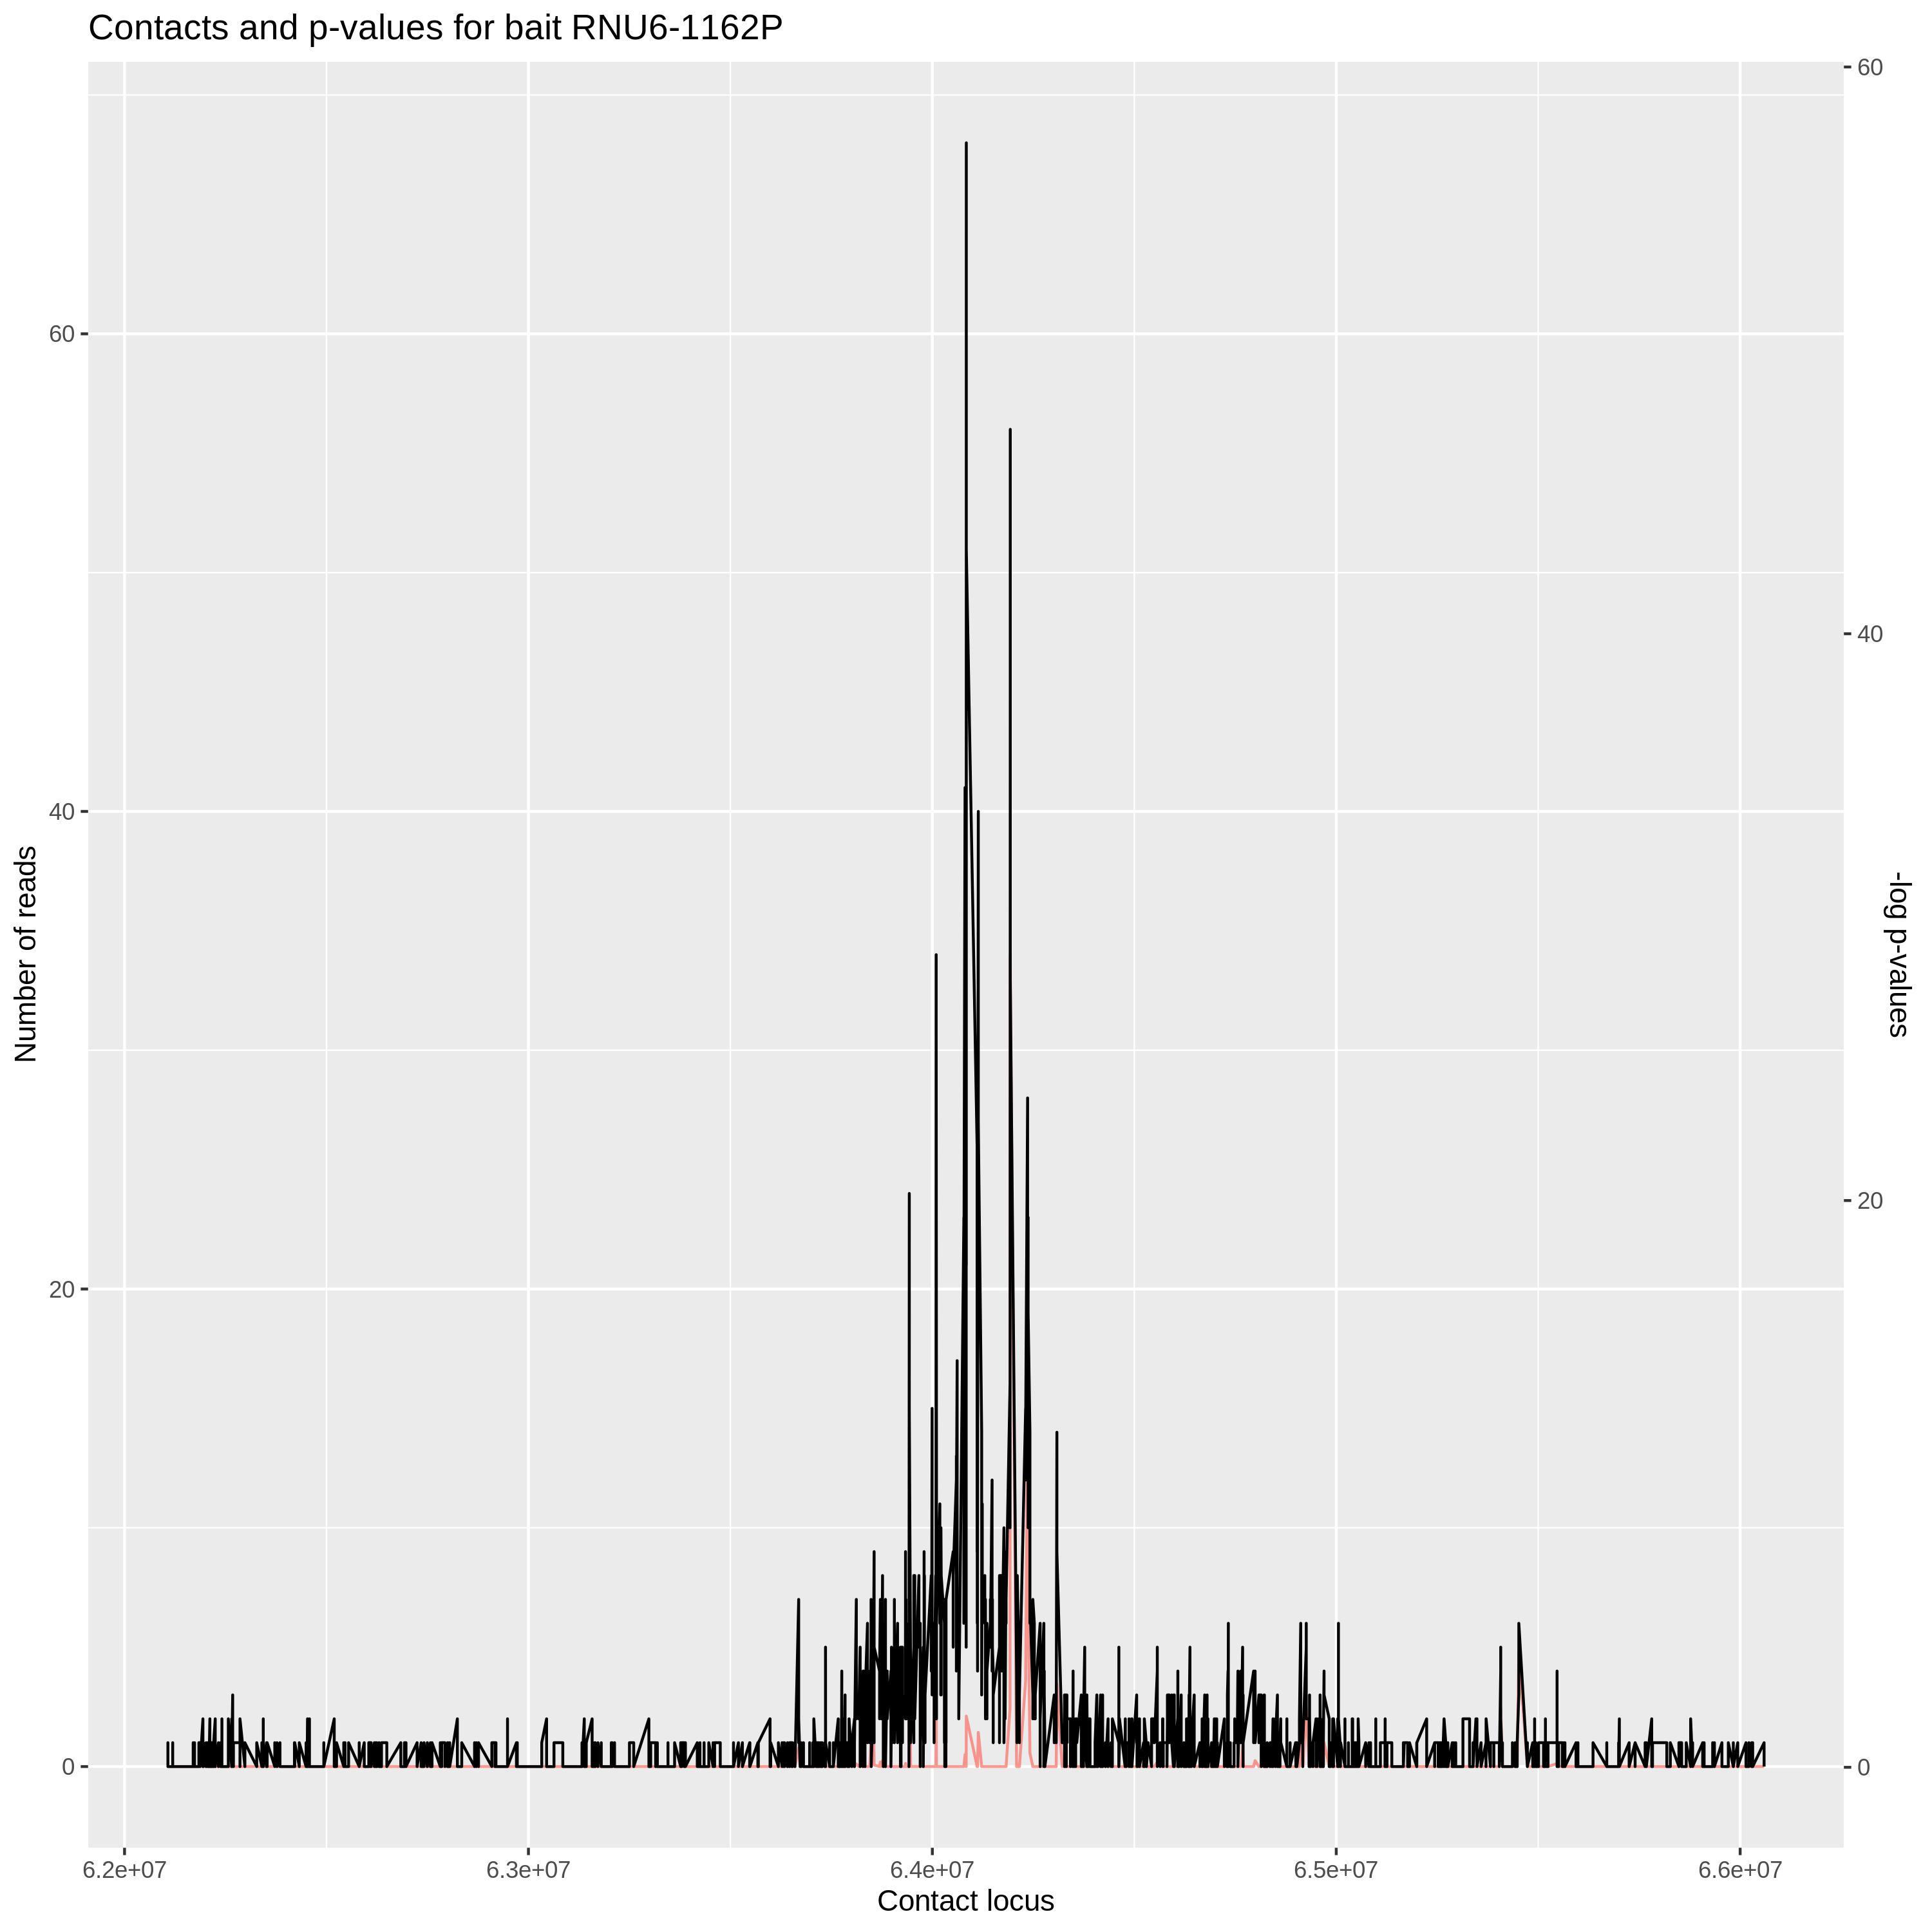 Contacts and p-values for bait RNU6-1162P
60
40
20
0
Number of reads
60
40
20
0
-log p-values
6.2e+07
6.3e+07
6.4e+07
6.5e+07
6.6e+07
Contact locus